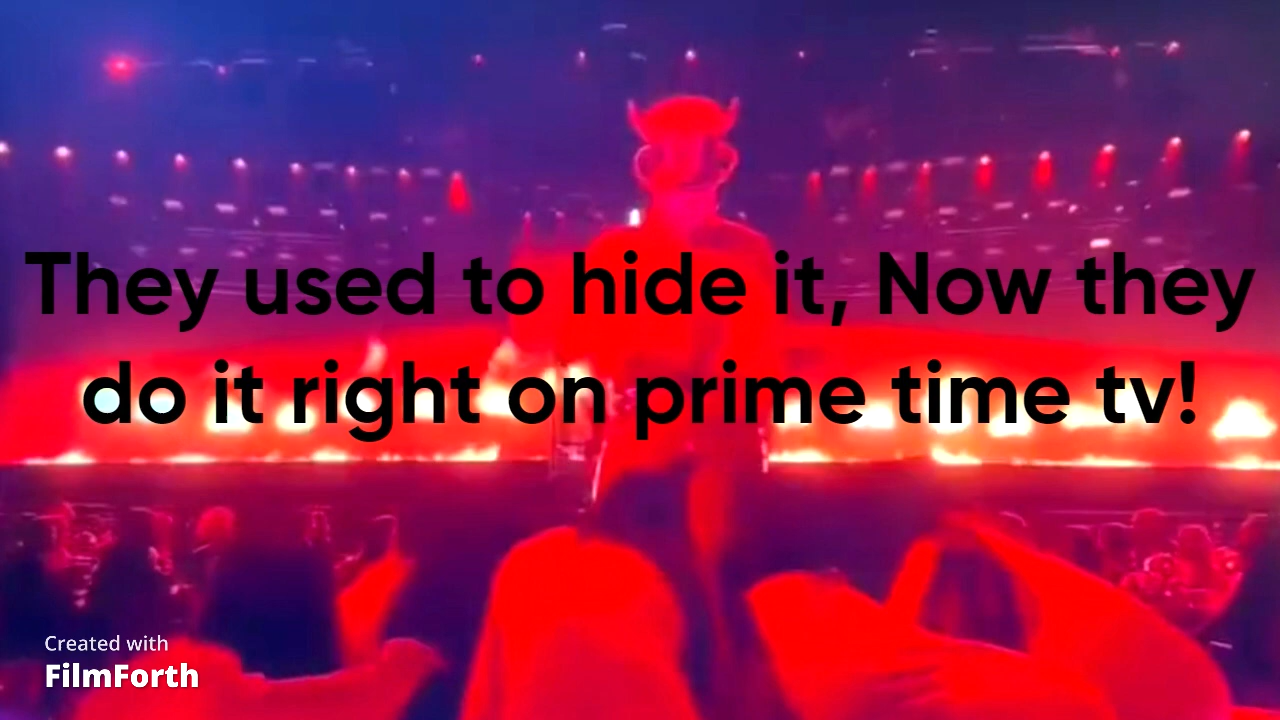 They used to hide it, Now they
do it right on prime time tv!
Created with
FilmForth